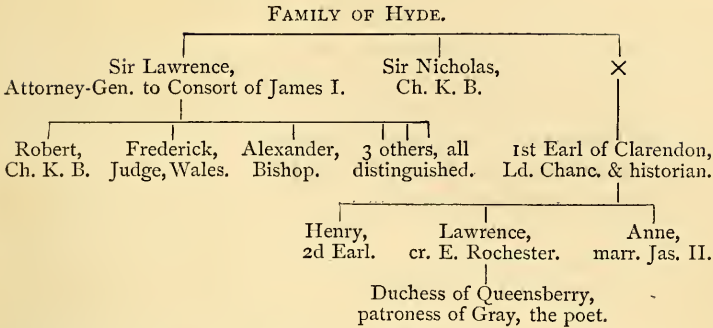 FAMILY OF HYDE.
Sir Lawrence,
Attorney-Gen. to Consort of James I.
Sir Nicholas,
Ch. K. B.
×
Robert,
Ch. K. B.
Frederick,
Judge, Wales.
Alexander,
Bishop.
3 others, all
distinguished.
1st Earl of Clarendon,
Ld. Chanc. & historian.
Henry,
2d Earl.
Lawrence,
cr. E. Rochester.
Anne,
marr. Jas. II.
Duchess of Queensberry,
patroness of Gray, the poet.